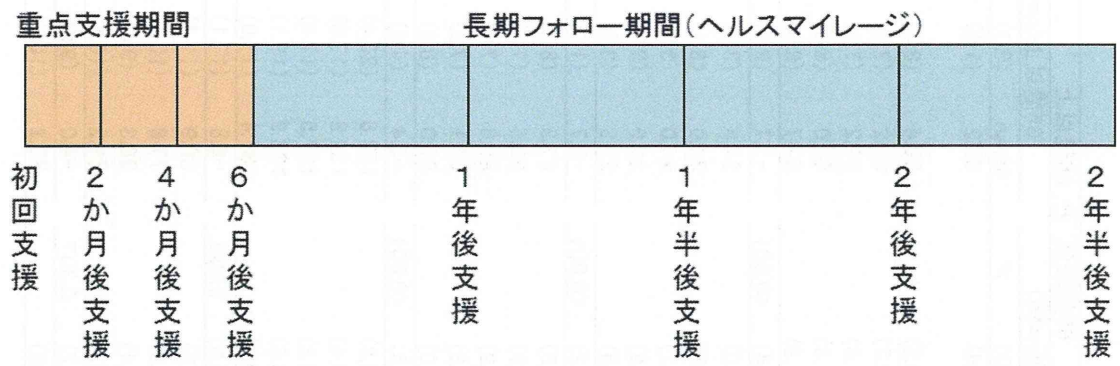 重点支援期間
長期フォロー期間（ヘルスマイレージ）
初回支援
２か月後支援
４か月後支援
６か月後支援
１年後支援
１年半後支援
２年後支援
２年半後支援